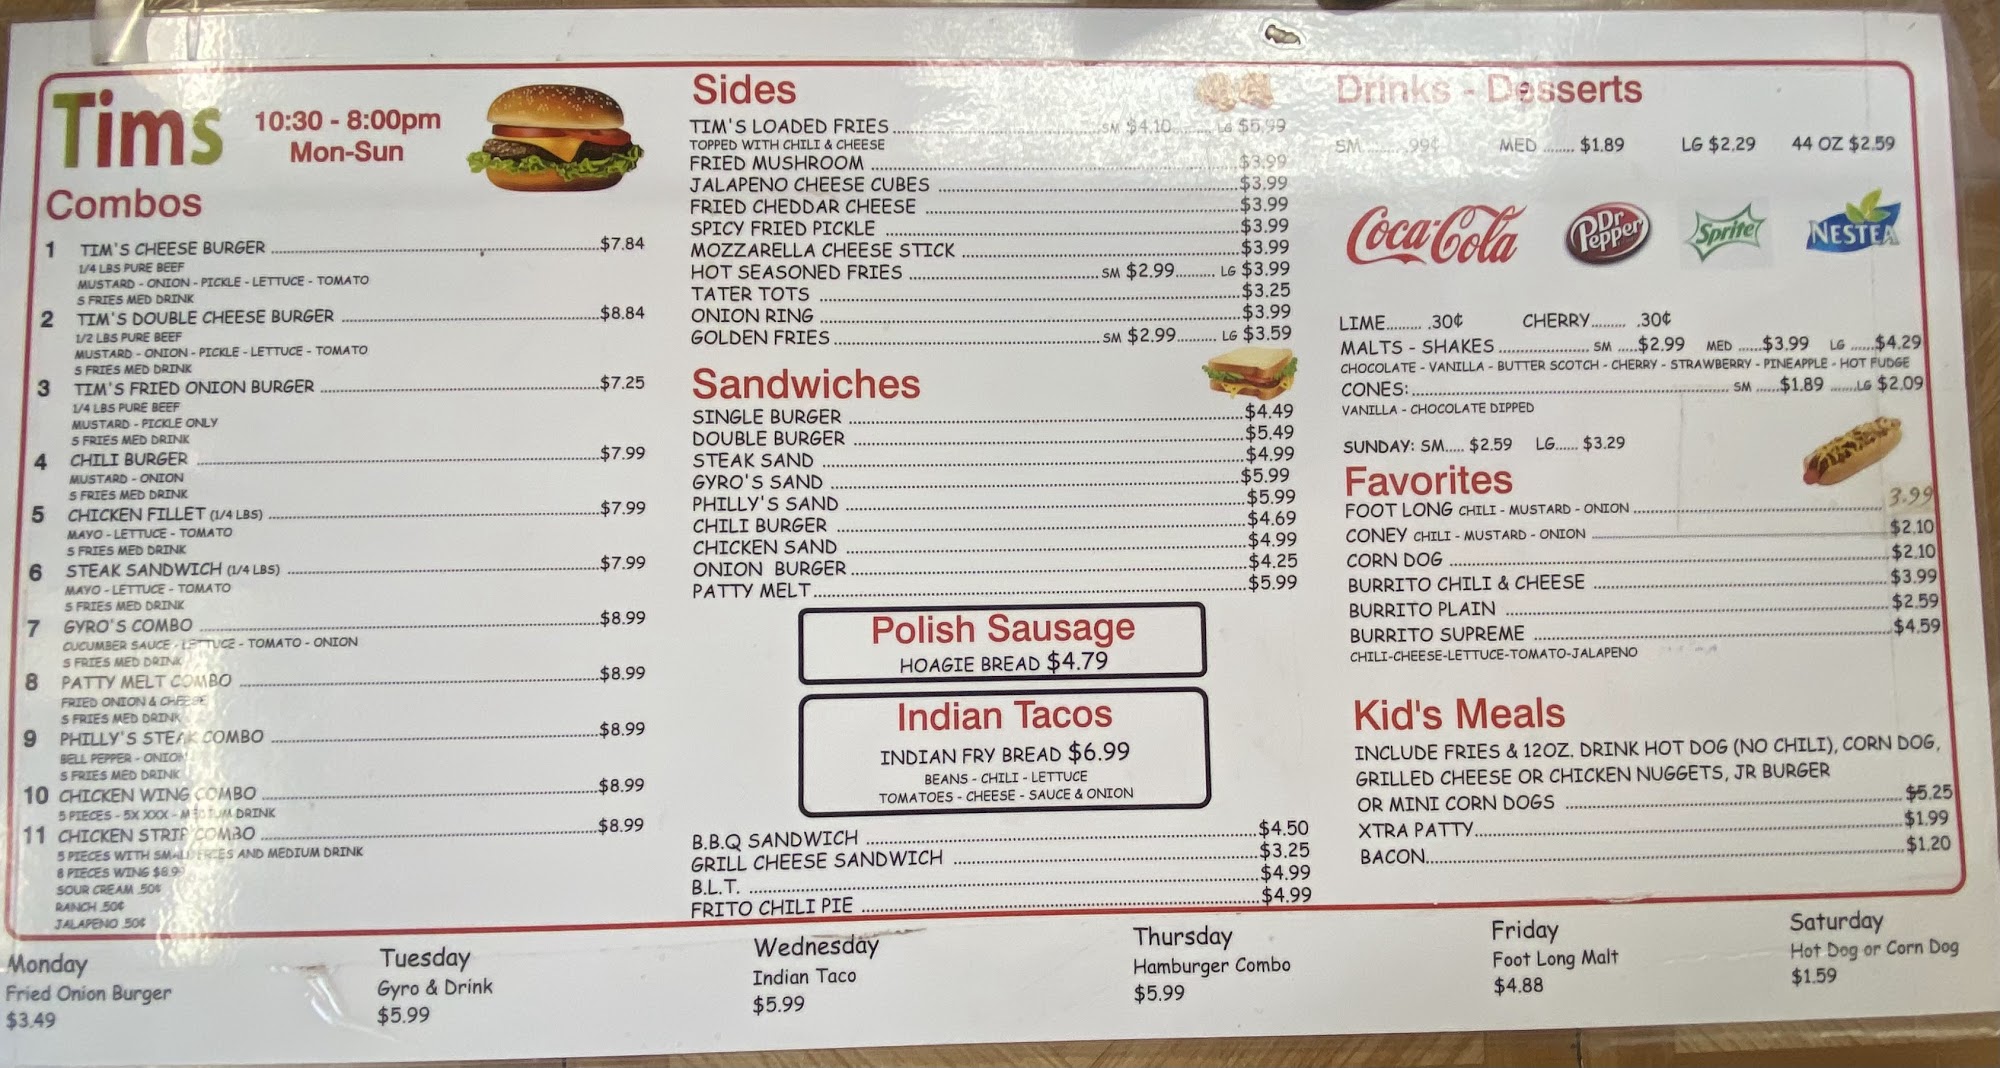 Tims
10:30 - 8:00pm
Mon-Sun
Combos
1 TIM'S CHEESE BURGER $7.84
1/4 LBS PURE BEEF
MUSTARD - ONION - PICKLE - LETTUCE - TOMATO
S FRIES MED DRINK
2 TIM'S DOUBLE CHEESE BURGER $8.84
1/2 LBS PURE BEEF
MUSTARD - ONION - PICKLE - LETTUCE - TOMATO
S FRIES MED DRINK
3 TIM'S FRIED ONION BURGER $7.25
1/4 LBS PURE BEEF
MUSTARD - PICKLE ONLY
S FRIES MED DRINK
4 CHILI BURGER $7.99
MUSTARD - ONION
S FRIES MED DRINK
5 CHICKEN FILLET (1/4 LBS) $7.99
MAYO - LETTUCE - TOMATO
S FRIES MED DRINK
6 STEAK SANDWICH (1/4 LBS) $7.99
MAYO - LETTUCE - TOMATO
S FRIES MED DRINK
7 GYRO'S COMBO $8.99
CUCUMBER SAUCE - LETTUCE - TOMATO - ONION
S FRIES MED DRINK
8 PATTY MELT COMBO $8.99
FRIED ONION & CHEESE
S FRIES MED DRINK
9 PHILLY'S STEAK COMBO $8.99
BELL PEPPER - ONION
S FRIES MED DRINK
10 CHICKEN WING COMBO $8.99
5 PIECES - 5X XXX - MEDIUM DRINK
11 CHICKEN STRIP COMBO $8.99
5 PIECES WITH SMALL FRIES AND MEDIUM DRINK
8 PIECES WING
SOUR CREAM .50¢
RANCH .50¢
JALAPENO .50¢
Sides
TIM'S LOADED FRIES SM $4.10 LG $5.99
TOPPED WITH CHILI & CHEESE
FRIED MUSHROOM $3.99
JALAPENO CHEESE CUBES $3.99
FRIED CHEDDAR CHEESE $3.99
SPICY FRIED PICKLE $3.99
MOZZARELLA CHEESE STICK $3.99
HOT SEASONED FRIES SM $2.99 LG $3.99
TATER TOTS $3.25
ONION RING $3.99
GOLDEN FRIES SM $2.99 LG $3.59
Sandwiches
SINGLE BURGER $4.49
DOUBLE BURGER $5.49
STEAK SAND $4.99
GYRO'S SAND $5.99
PHILLY'S SAND $5.99
CHILI BURGER $4.69
CHICKEN SAND $4.99
ONION BURGER $4.25
PATTY MELT $5.99
Polish Sausage
HOAGIE BREAD $4.79
Indian Tacos
INDIAN FRY BREAD $6.99
BEANS - CHILI - LETTUCE
TOMATOES - CHEESE - SAUCE & ONION
B.B.Q SANDWICH $4.50
GRILL CHEESE SANDWICH $3.25
B.L.T. $4.99
FRITO CHILI PIE $4.99
Drinks - Desserts
SM .99¢ MED $1.89 LG $2.29 44 OZ $2.59
Coca-Cola Dr Pepper Sprite NESTEA
LIME .30¢ CHERRY .30¢
MALTS - SHAKES SM $2.99 MED $3.99 LG $4.29
CHOCOLATE - VANILLA - BUTTER SCOTCH - CHERRY - STRAWBERRY - PINEAPPLE - HOT FUDGE
CONES: SM $1.89 LG $2.09
VANILLA - CHOCOLATE DIPPED
SUNDAY: SM $2.59 LG $3.29
Favorites
FOOT LONG CHILI - MUSTARD - ONION 3.99
CONEY CHILI - MUSTARD - ONION $2.10
CORN DOG $2.10
BURRITO CHILI & CHEESE $3.99
BURRITO PLAIN $2.59
BURRITO SUPREME $4.59
CHILI-CHEESE-LETTUCE-TOMATO-JALAPENO
Kid's Meals
INCLUDE FRIES & 12OZ. DRINK HOT DOG (NO CHILI), CORN DOG,
GRILLED CHEESE OR CHICKEN NUGGETS, JR BURGER
OR MINI CORN DOGS $5.25
XTRA PATTY $1.99
BACON $1.20
Monday
Fried Onion Burger
$3.49
Tuesday
Gyro & Drink
$5.99
Wednesday
Indian Taco
$5.99
Thursday
Hamburger Combo
$5.99
Friday
Foot Long Malt
$4.88
Saturday
Hot Dog or Corn Dog
$1.59